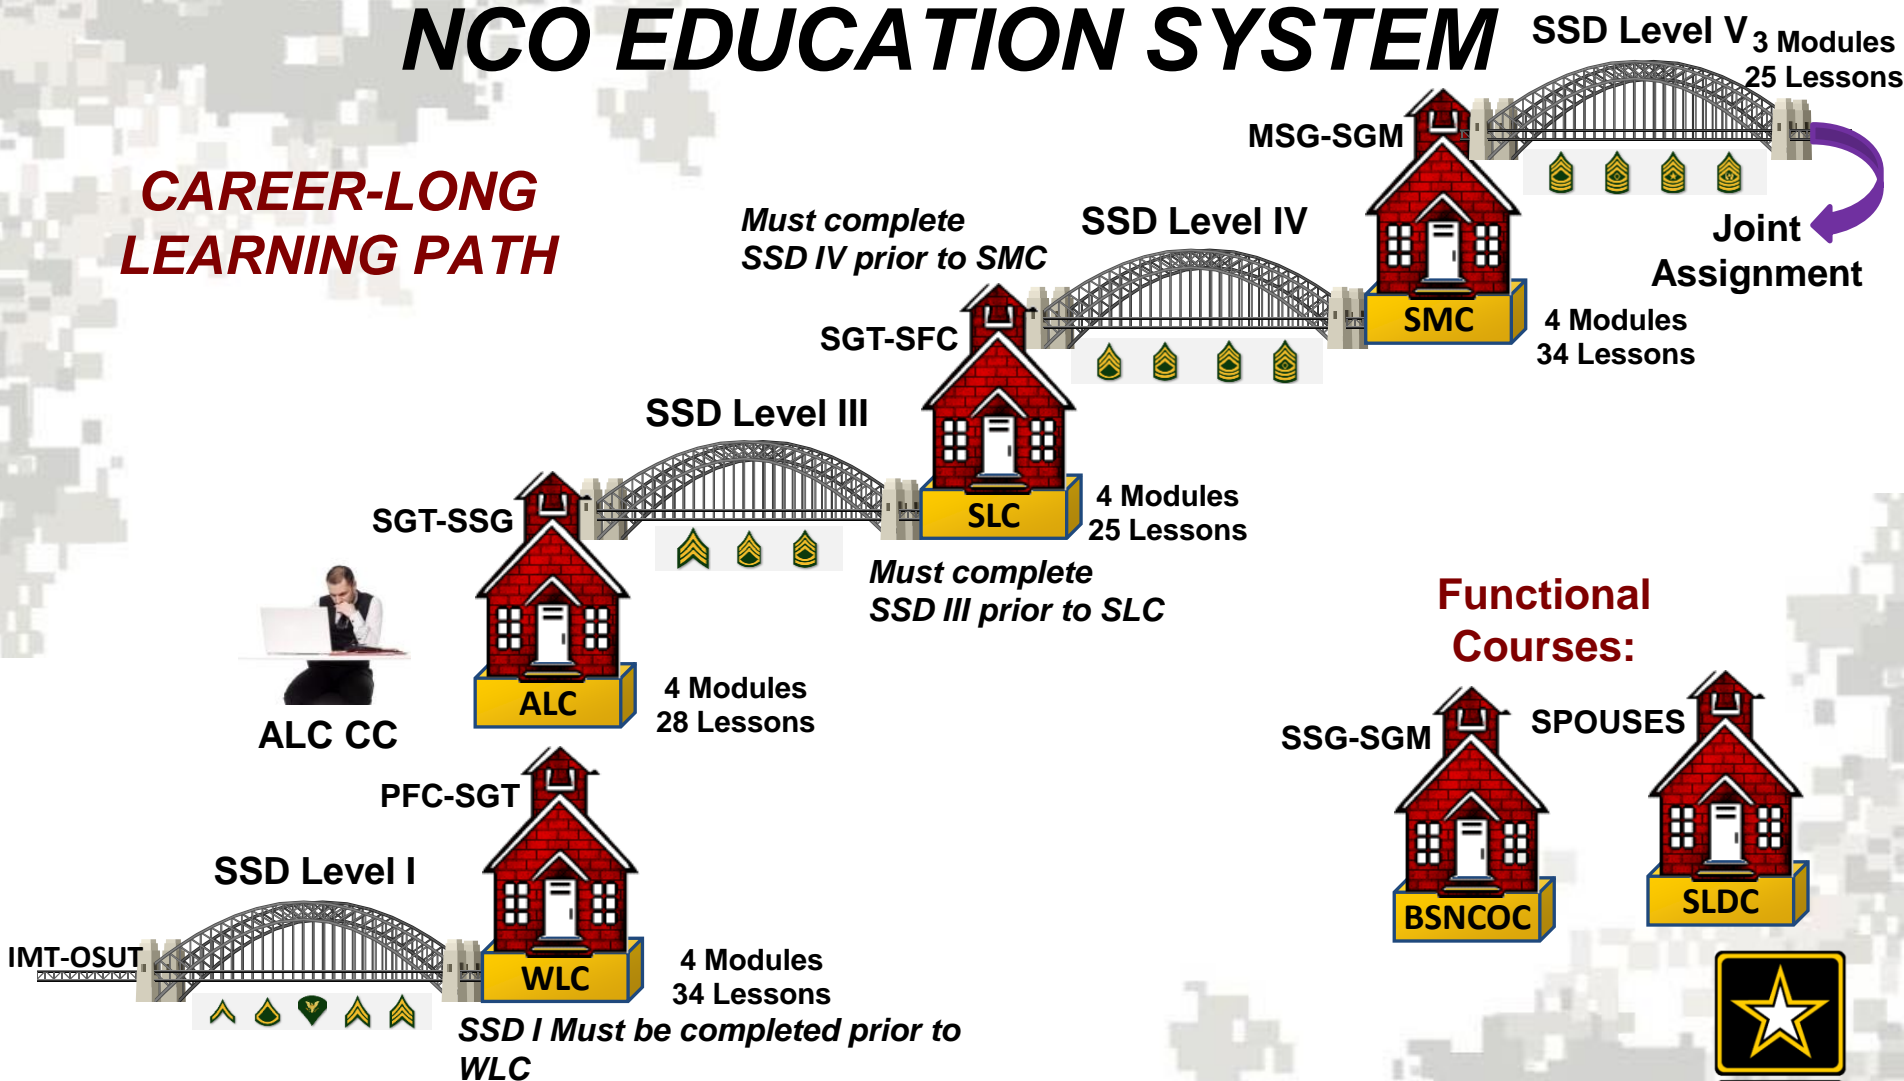 NCO EDUCATION SYSTEM
SSD Level V
3 Modules
25 Lessons
MSG-SGM
CAREER-LONG
LEARNING PATH
Must complete
SSD IV prior to SMC
SSD Level IV
Joint
Assignment
SMC
4 Modules
34 Lessons
SGT-SFC
SSD Level III
SLC
4 Modules
25 Lessons
SGT-SSG
Must complete
SSD III prior to SLC
ALC CC
ALC
4 Modules
28 Lessons
Functional
Courses:
SSG-SGM
SPOUSES
BSNCOC
SLDC
PFC-SGT
SSD Level I
IMT-OSUT
WLC
4 Modules
34 Lessons
SSD I Must be completed prior to
WLC